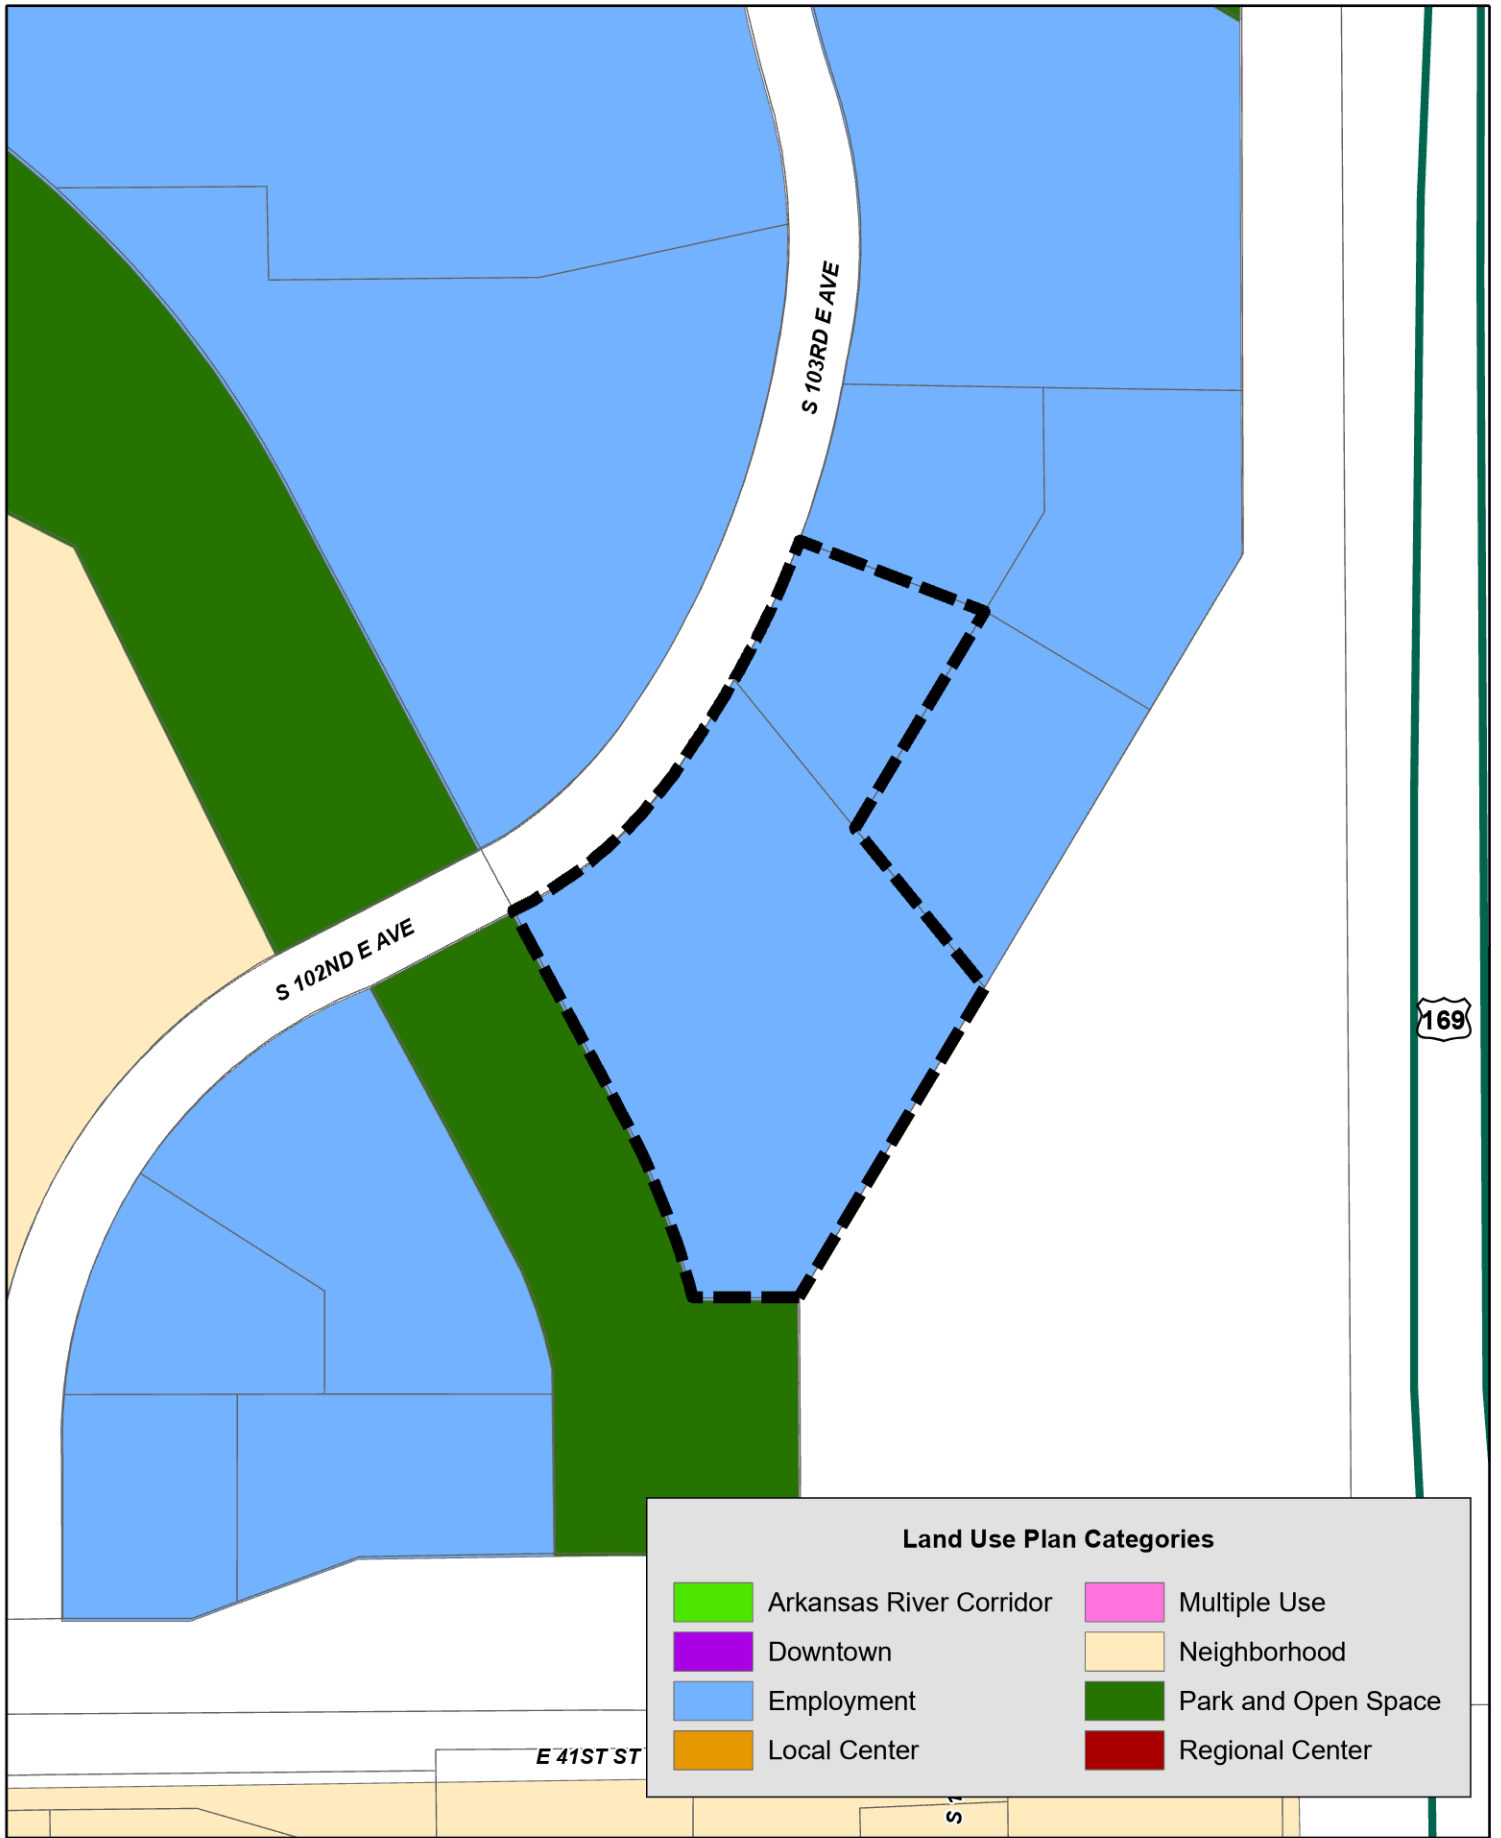 S 103RD E AVE
S 102ND E AVE
169
Land Use Plan Categories
Arkansas River Corridor
Multiple Use
Downtown
Neighborhood
Employment
Park and Open Space
Local Center
Regional Center
E 41ST ST
S